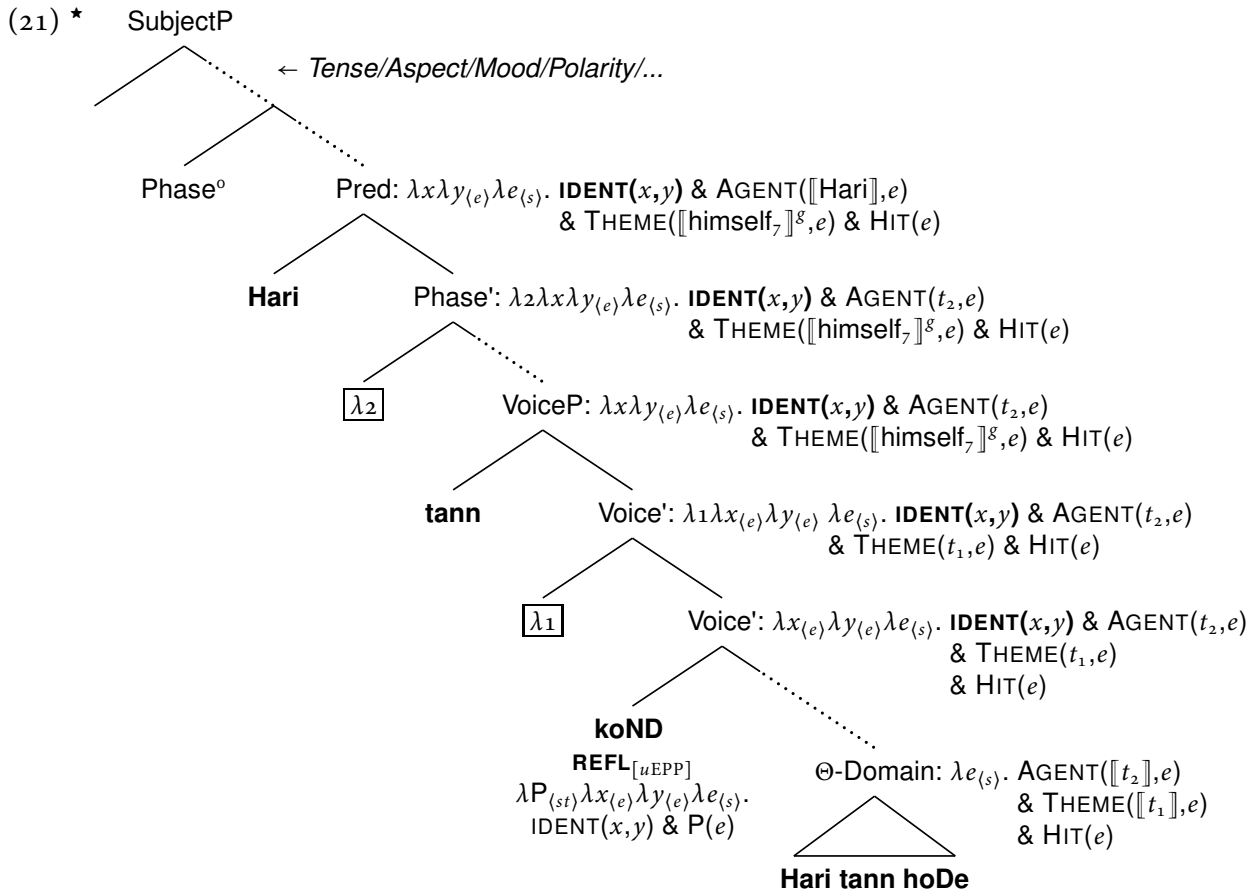 (21) ★ SubjectP
← Tense/Aspect/Mood/Polarity/...
Phase⁰ Pred: λxλy⟨e⟩λe⟨s⟩. IDENT(x,y) & AGENT(⟦Hari⟧,e)
& THEME(⟦himself₇⟧ᵍ,e) & HIT(e)
Hari Phase': λ2λxλy⟨e⟩λe⟨s⟩. IDENT(x,y) & AGENT(t₂,e)
& THEME(⟦himself₇⟧ᵍ,e) & HIT(e)
λ2 VoiceP: λxλy⟨e⟩λe⟨s⟩. IDENT(x,y) & AGENT(t₂,e)
& THEME(⟦himself₇⟧ᵍ,e) & HIT(e)
tann Voice': λ1λx⟨e⟩λy⟨e⟩ λe⟨s⟩. IDENT(x,y) & AGENT(t₂,e)
& THEME(t₁,e) & HIT(e)
λ1 Voice': λx⟨e⟩λy⟨e⟩λe⟨s⟩. IDENT(x,y) & AGENT(t₂,e)
& THEME(t₁,e)
& HIT(e)
koND
REFL[uEPP] Θ-Domain: λe⟨s⟩. AGENT(⟦t₂⟧,e)
λP⟨st⟩λx⟨e⟩λy⟨e⟩λe⟨s⟩. & THEME(⟦t₁⟧,e)
IDENT(x,y) & P(e) & HIT(e)
Hari tann hoDe